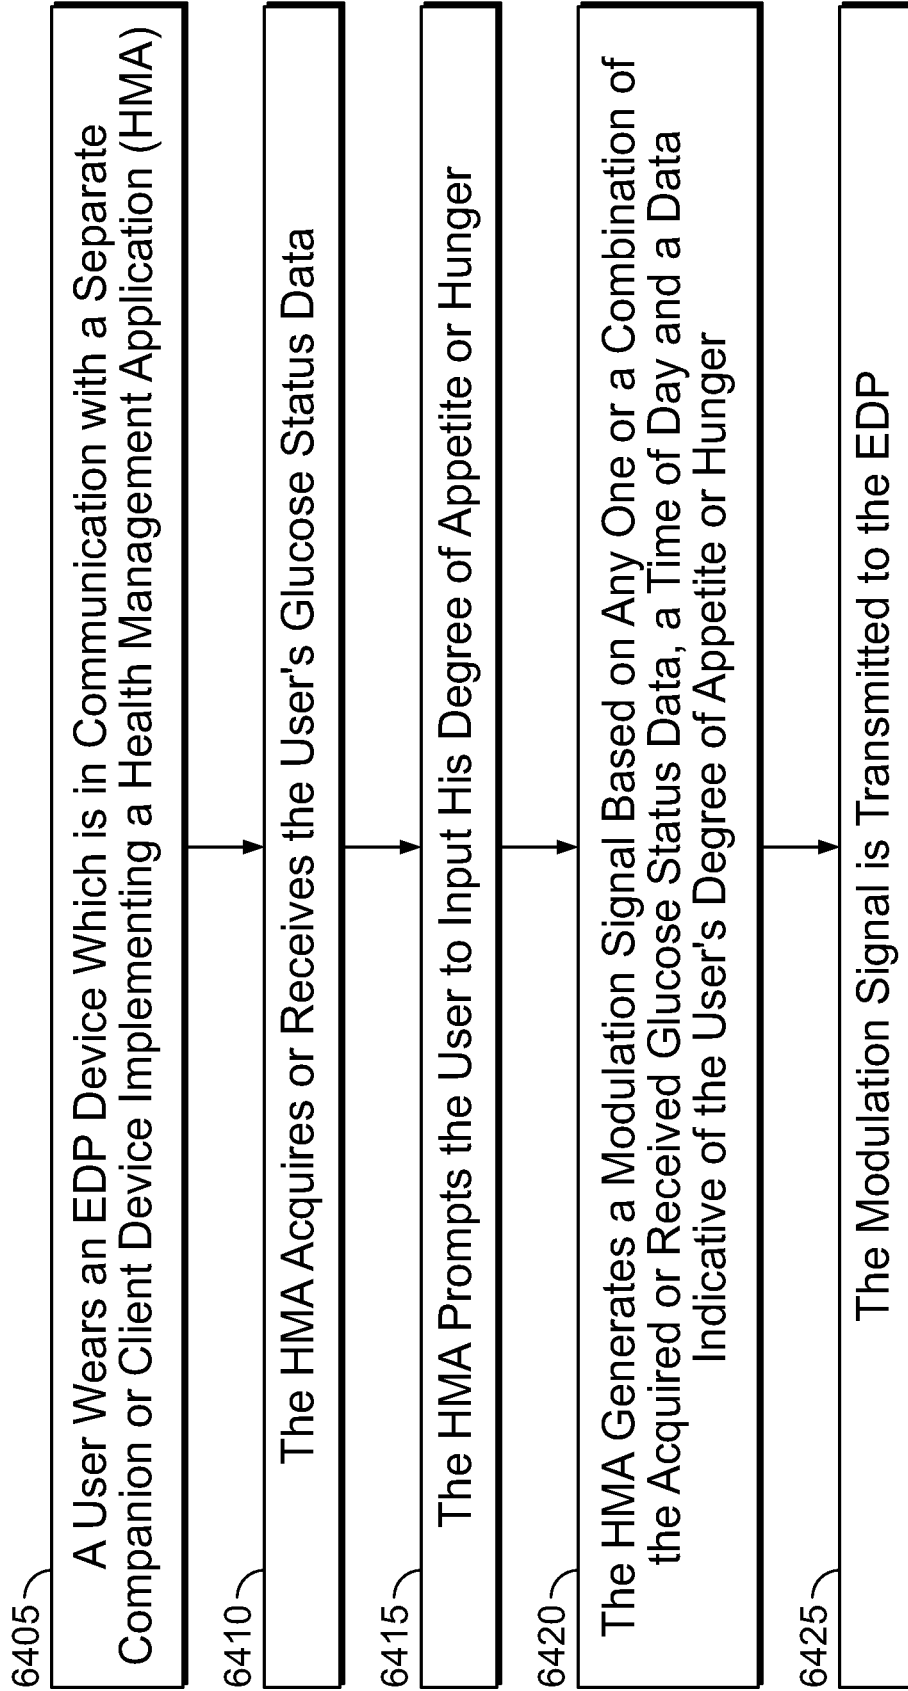 6405
A User Wears an EDP Device Which is in Communication with a Separate
Companion or Client Device Implementing a Health Management Application (HMA)
6410
The HMA Acquires or Receives the User's Glucose Status Data
6415
The HMA Prompts the User to Input His Degree of Appetite or Hunger
6420
The HMA Generates a Modulation Signal Based on Any One or a Combination of
the Acquired or Received Glucose Status Data, a Time of Day and a Data
Indicative of the User's Degree of Appetite or Hunger
6425
The Modulation Signal is Transmitted to the EDP